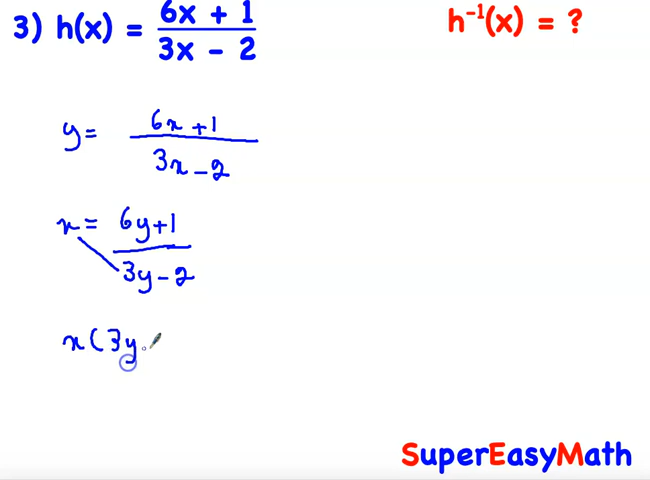 3) h(x) = 6x + 1 / 3x - 2
h⁻¹(x) = ?
y = 6x + 1 / 3x - 2
x = 6y + 1 / 3y - 2
x(3y
SuperEasyMath